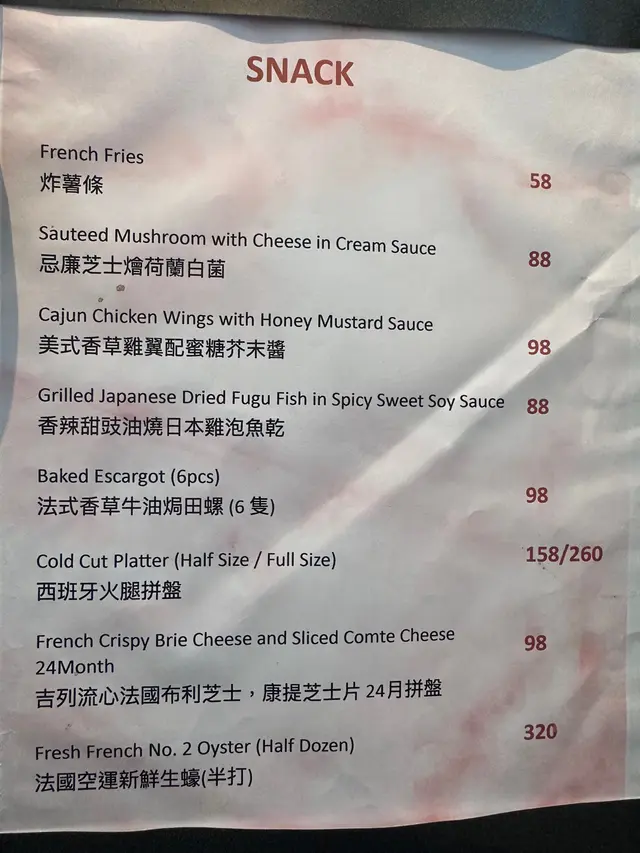 SNACK
French Fries
炸薯條
58
Sauteed Mushroom with Cheese in Cream Sauce
88
忌廉芝士燴荷蘭白菌
Cajun Chicken Wings with Honey Mustard Sauce
美式香草雞翼配蜜糖芥末醬
98
Grilled Japanese Dried Fugu Fish in Spicy Sweet Soy Sauce
88
香辣甜豉油燒日本雞泡魚乾
Baked Escargot (6pcs)
98
法式香草牛油焗田螺 (6 隻)
Cold Cut Platter (Half Size / Full Size)
158/260
西班牙火腿拼盤
French Crispy Brie Cheese and Sliced Comte Cheese
98
24Month
吉列流心法國布利芝士，康提芝士片 24月拼盤
Fresh French No. 2 Oyster (Half Dozen)
320
法國空運新鮮生蠔(半打)